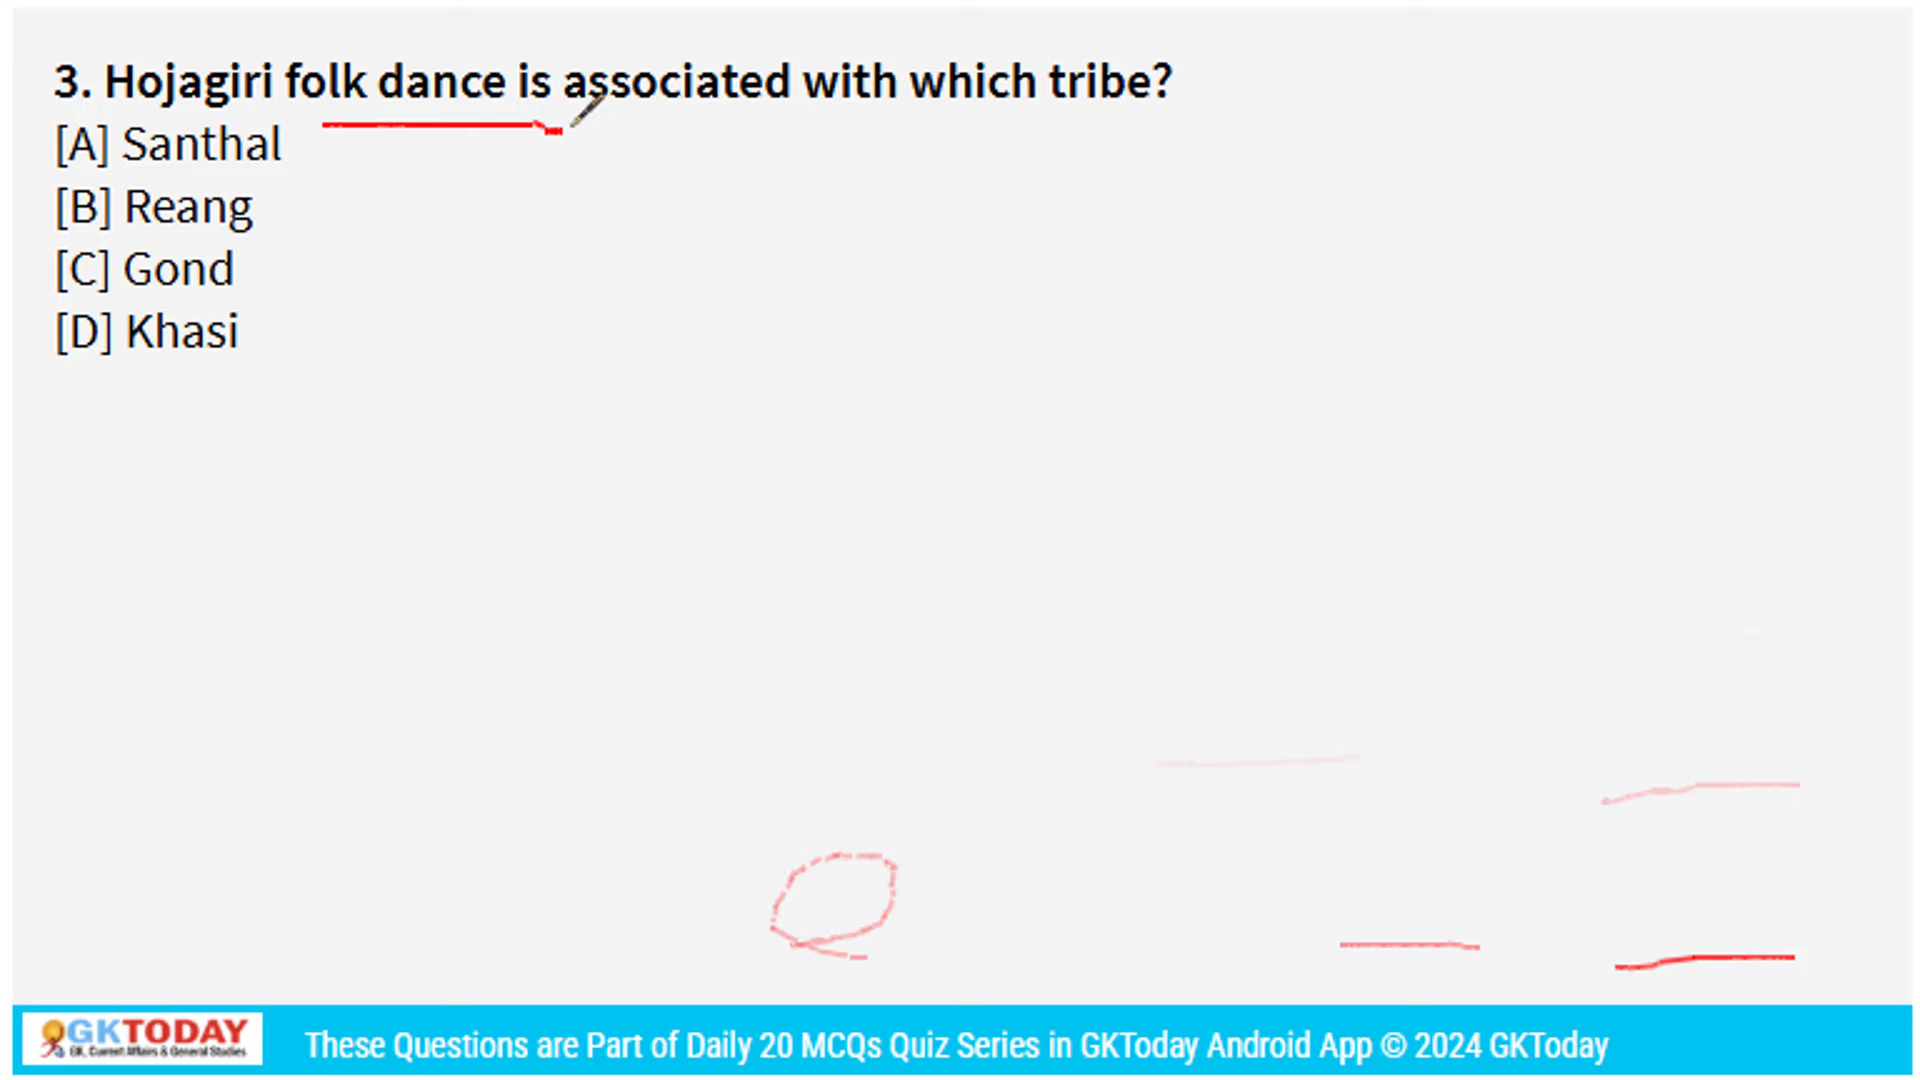 3. Hojagiri folk dance is associated with which tribe?
[A] Santhal
[B] Reang
[C] Gond
[D] Khasi
GKTODAY
GK, Current Affairs & General Studies
These Questions are Part of Daily 20 MCQs Quiz Series in GKToday Android App © 2024 GKToday